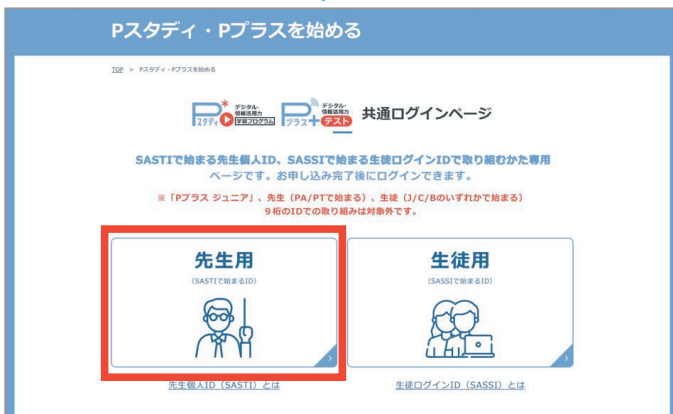 Pスタディ・Pプラスを始める
TOP > Pスタディ・Pプラスを始める
P*スタディ デジタル・情報活用力 学習プログラム
Pプラス+ デジタル・情報活用力 テスト
共通ログインページ
SASTIで始まる先生個人ID、SASSIで始まる生徒ログインIDで取り組むかた専用
ページです。お申し込み完了後にログインできます。
※「Pプラス ジュニア」、先生（PA/PTで始まる）、生徒（J/C/Bのいずれかで始まる）
9桁のIDでの取り組みは対象外です。
先生用
（SASTIで始まるID）
先生個人ID（SASTI）とは
生徒用
（SASSIで始まるID）
生徒ログインID（SASSI）とは